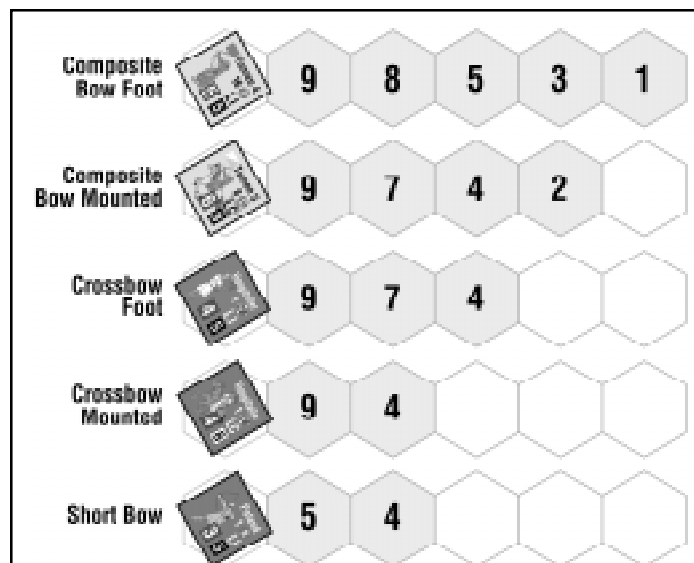 Composite
Bow Foot
9 8 5 3 1
Composite
Bow Mounted
9 7 4 2
Crossbow
Foot
9 7 4
Crossbow
Mounted
9 4
Short Bow
5 4